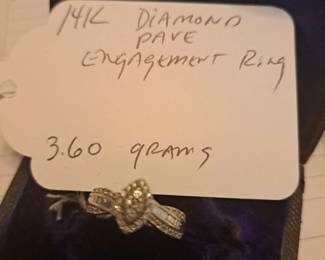 14K DIAMOND
PAVE
ENGAGEMENT Ring
3.60 grams